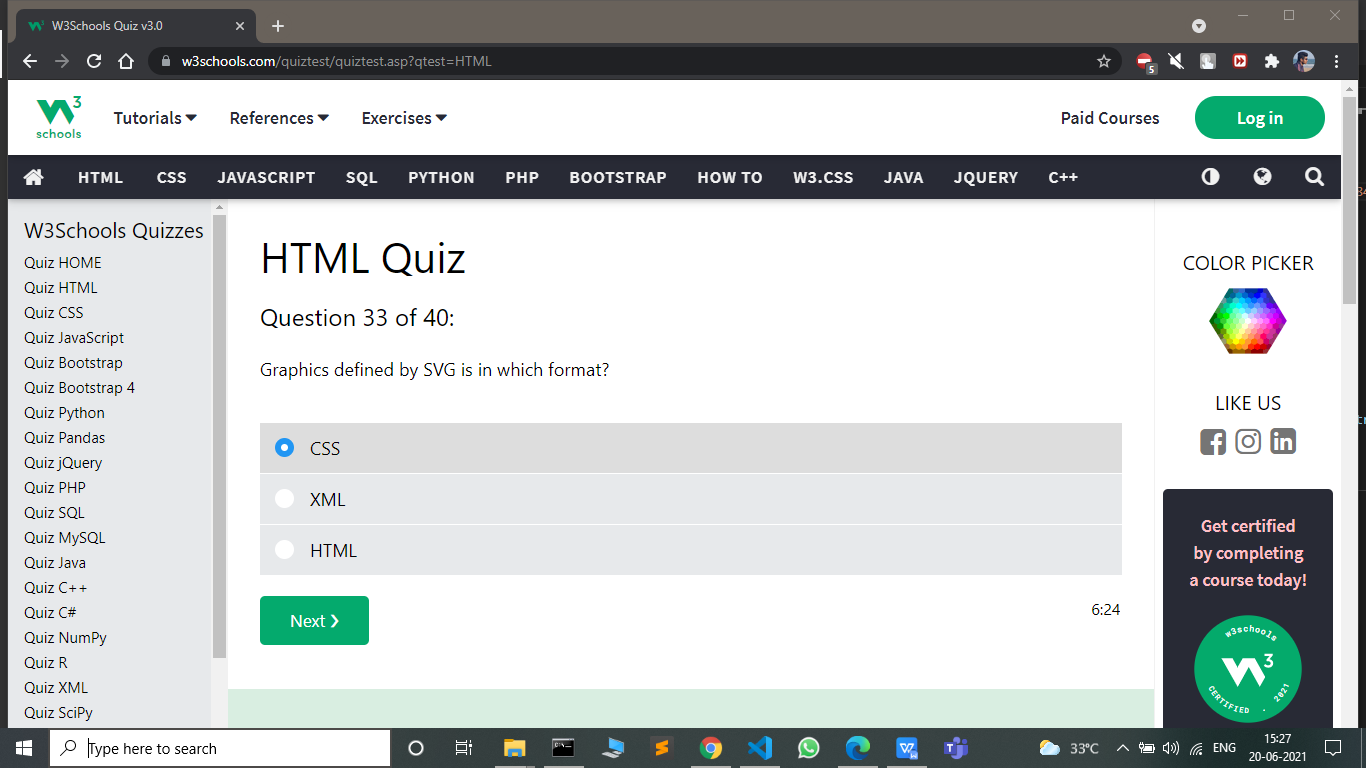 W3Schools Quiz v3.0
w3schools.com/quiztest/quiztest.asp?qtest=HTML
5
3
schools
Tutorials
References
Exercises
Paid Courses
Log in
HTML
CSS
JAVASCRIPT
SQL
PYTHON
PHP
BOOTSTRAP
HOW TO
W3.CSS
JAVA
JQUERY
C++
W3Schools Quizzes
Quiz HOME
Quiz HTML
Quiz CSS
Quiz JavaScript
Quiz Bootstrap
Quiz Bootstrap 4
Quiz Python
Quiz Pandas
Quiz jQuery
Quiz PHP
Quiz SQL
Quiz MySQL
Quiz Java
Quiz C++
Quiz C#
Quiz NumPy
Quiz R
Quiz XML
Quiz SciPy
HTML Quiz
Question 33 of 40:
Graphics defined by SVG is in which format?
CSS
XML
HTML
Next ❯
6:24
COLOR PICKER
LIKE US
Get certified
by completing
a course today!
w3schools
3
CERTIFIED . 2021
Type here to search
33°C
ENG
15:27
20-06-2021